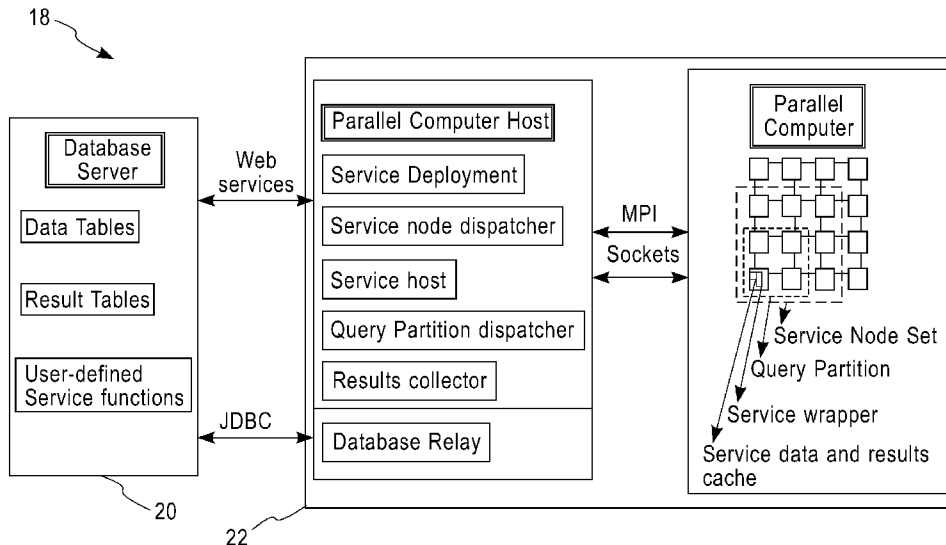 18
Database
Server
Data Tables
Result Tables
User-defined
Service functions
20
Web
services
JDBC
22
Parallel Computer Host
Service Deployment
Service node dispatcher
Service host
Query Partition dispatcher
Results collector
Database Relay
MPI
Sockets
Parallel
Computer
Service Node Set
Query Partition
Service wrapper
Service data and results
cache